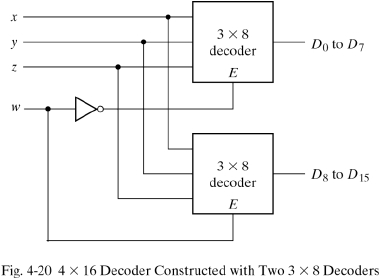 x
y
z
w
3 × 8
decoder
E
D₀ to D₇
3 × 8
decoder
E
D₈ to D₁₅
Fig. 4-20 4 × 16 Decoder Constructed with Two 3 × 8 Decoders